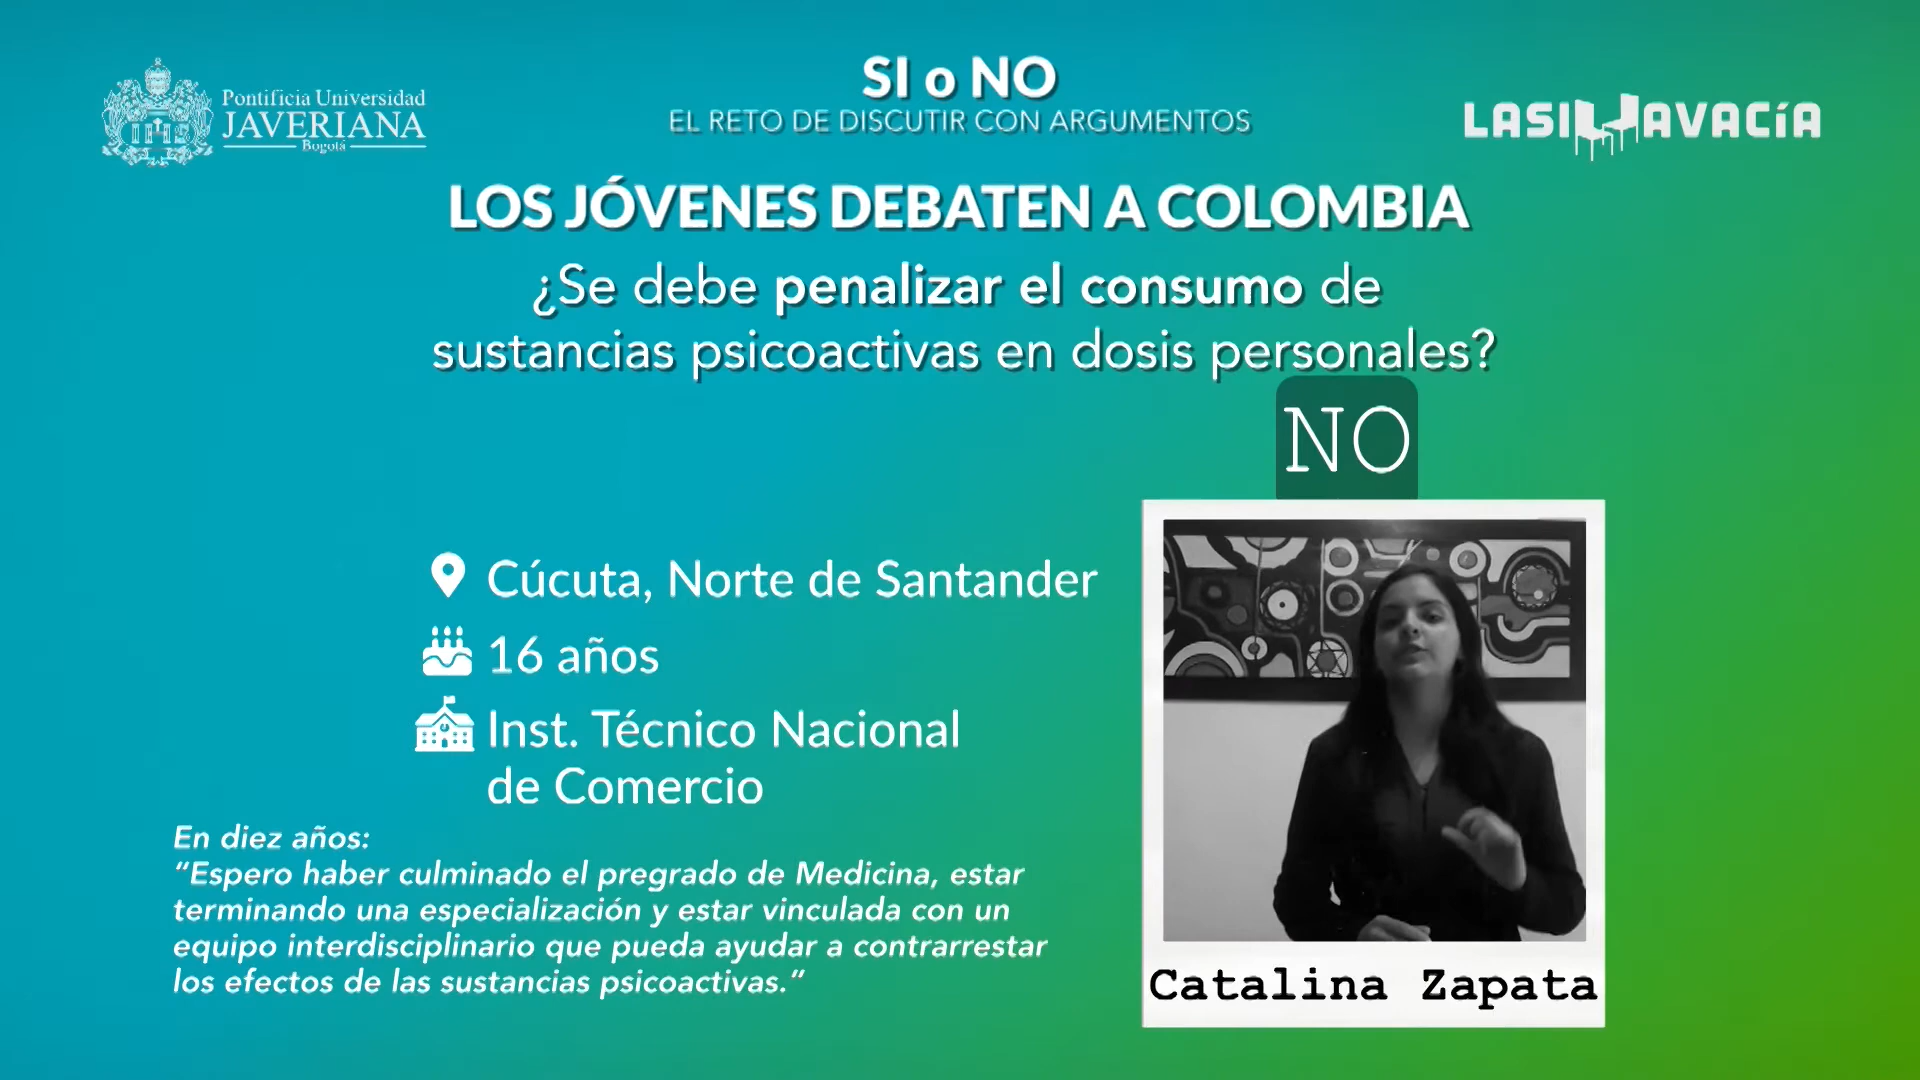 Pontificia Universidad
JAVERIANA
Bogotá
SI o NO
EL RETO DE DISCUTIR CON ARGUMENTOS
LASILLAVACÍA
LOS JÓVENES DEBATEN A COLOMBIA
¿Se debe penalizar el consumo de
sustancias psicoactivas en dosis personales?
NO
Cúcuta, Norte de Santander
16 años
Inst. Técnico Nacional
de Comercio
En diez años:
“Espero haber culminado el pregrado de Medicina, estar
terminando una especialización y estar vinculada con un
equipo interdisciplinario que pueda ayudar a contrarrestar
los efectos de las sustancias psicoactivas.”
Catalina Zapata